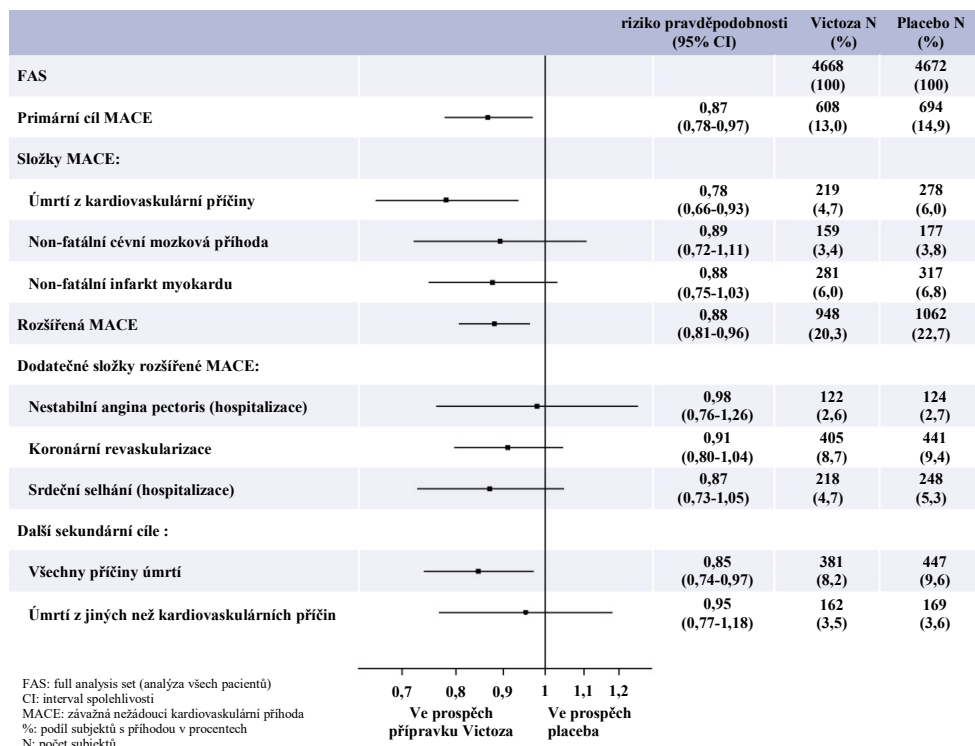 riziko pravděpodobnosti Victoza N Placebo N
(95% CI) (%) (%)
FAS 4668 4672
(100) (100)
Primární cíl MACE 0,87 608 694
(0,78-0,97) (13,0) (14,9)
Složky MACE:
Úmrtí z kardiovaskulární příčiny 0,78 219 278
(0,66-0,93) (4,7) (6,0)
Non-fatální cévní mozková příhoda 0,89 159 177
(0,72-1,11) (3,4) (3,8)
Non-fatální infarkt myokardu 0,88 281 317
(0,75-1,03) (6,0) (6,8)
Rozšířená MACE 0,88 948 1062
(0,81-0,96) (20,3) (22,7)
Dodatečné složky rozšířené MACE:
Nestabilní angina pectoris (hospitalizace) 0,98 122 124
(0,76-1,26) (2,6) (2,7)
Koronární revaskularizace 0,91 405 441
(0,80-1,04) (8,7) (9,4)
Srdeční selhání (hospitalizace) 0,87 218 248
(0,73-1,05) (4,7) (5,3)
Další sekundární cíle :
Všechny příčiny úmrtí 0,85 381 447
(0,74-0,97) (8,2) (9,6)
Úmrtí z jiných než kardiovaskulárních příčin 0,95 162 169
(0,77-1,18) (3,5) (3,6)
0,7 0,8 0,9 1 1,1 1,2
Ve prospěch Ve prospěch
přípravku Victoza placeba
FAS: full analysis set (analýza všech pacientů)
CI: interval spolehlivosti
MACE: závažná nežádoucí kardiovaskulární příhoda
%: podíl subjektů s příhodou v procentech
N: počet subjektů